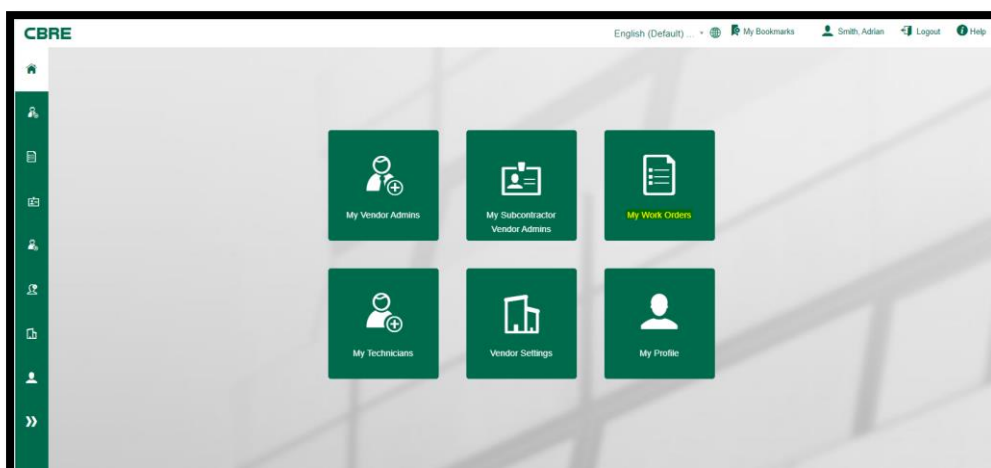 CBRE
English (Default) ...
My Bookmarks
Smith, Adrian
Logout
Help
My Vendor Admins
My Subcontractor
Vendor Admins
My Work Orders
My Technicians
Vendor Settings
My Profile